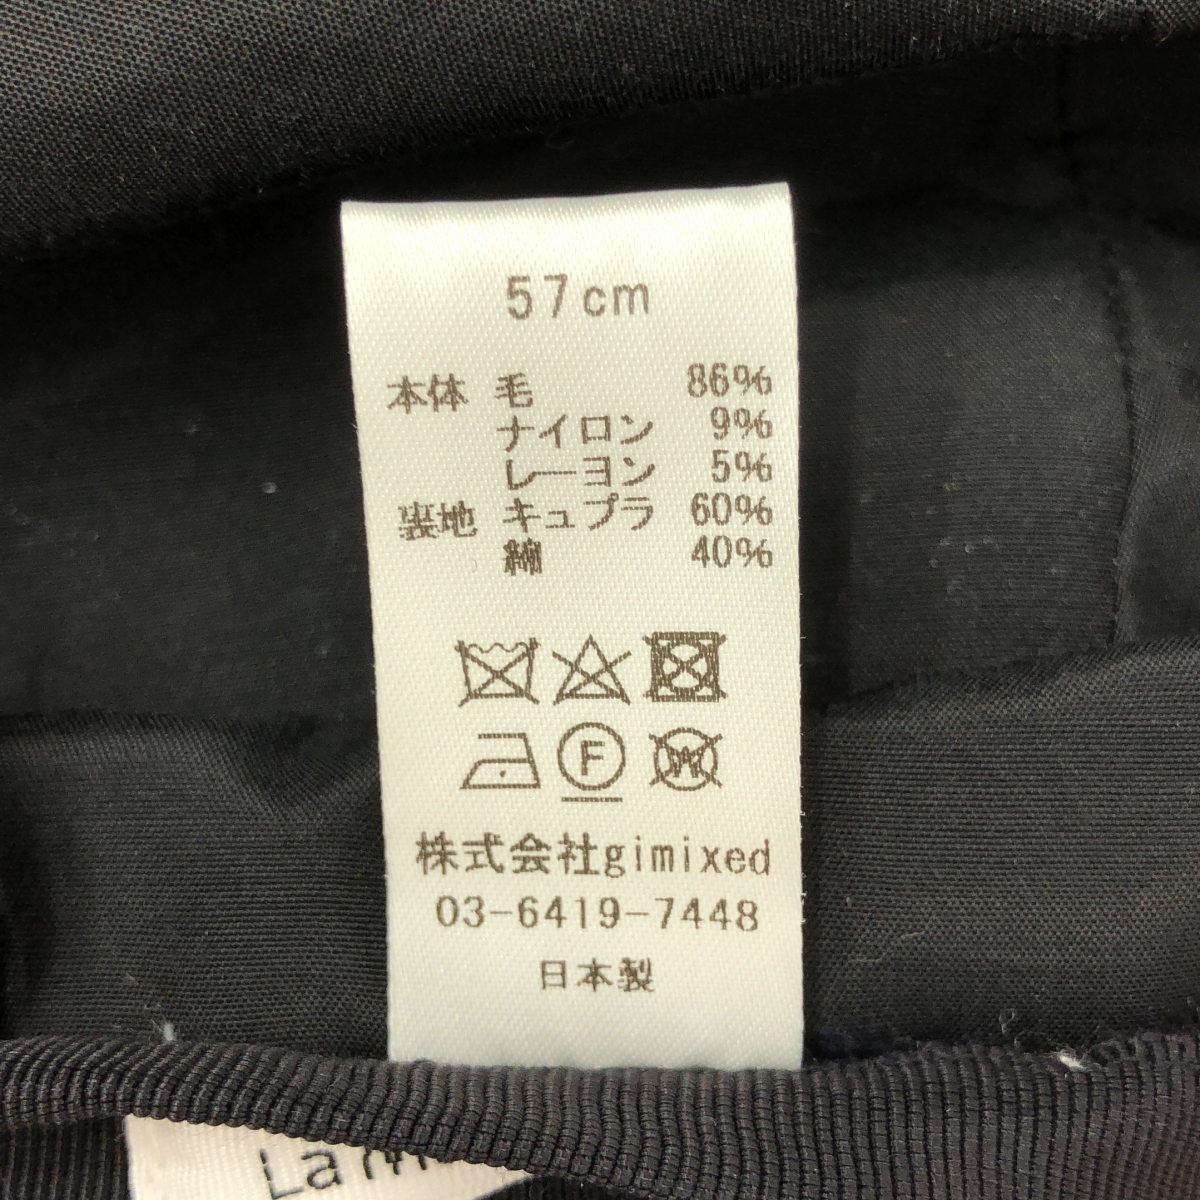 57cm
本体 毛 86%
ナイロン 9%
レーヨン 5%
裏地 キュプラ 60%
綿 40%
F
W
株式会社gimixed
03-6419-7448
日本製